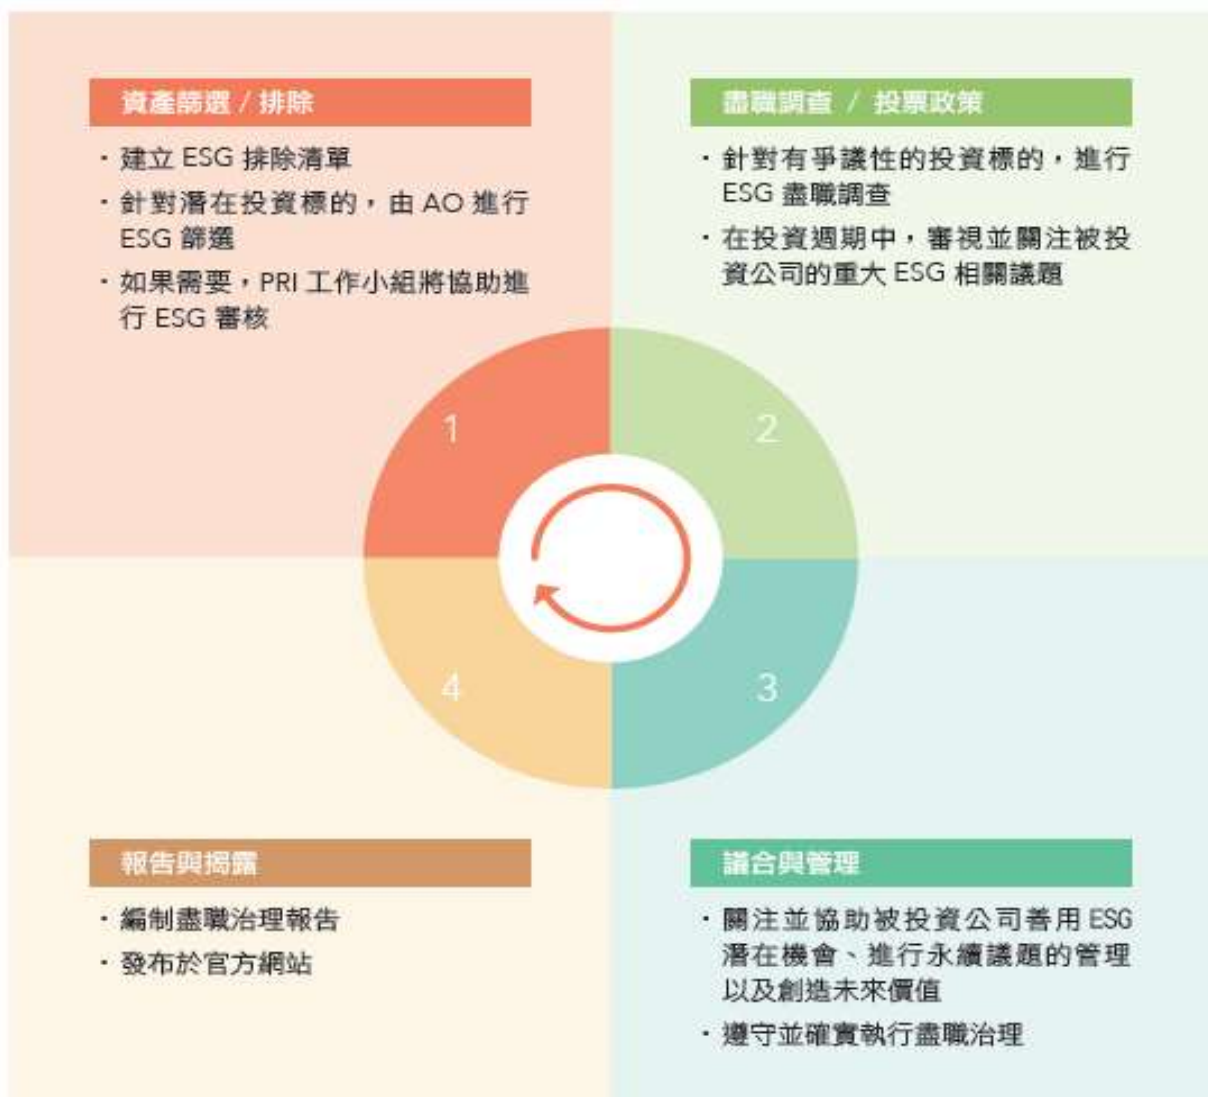 資產篩選 / 排除
・建立 ESG 排除清單
・針對潛在投資標的，由 AO 進行
ESG 篩選
・如果需要，PRI 工作小組將協助進
行 ESG 審核
1
盡職調查 / 投票政策
・針對有爭議性的投資標的，進行
ESG 盡職調查
・在投資週期中，審視並關注被投
資公司的重大 ESG 相關議題
2
3
議合與管理
・關注並協助被投資公司善用 ESG
潛在機會、進行永續議題的管理
以及創造未來價值
・遵守並確實執行盡職治理
4
報告與揭露
・編制盡職治理報告
・發布於官方網站